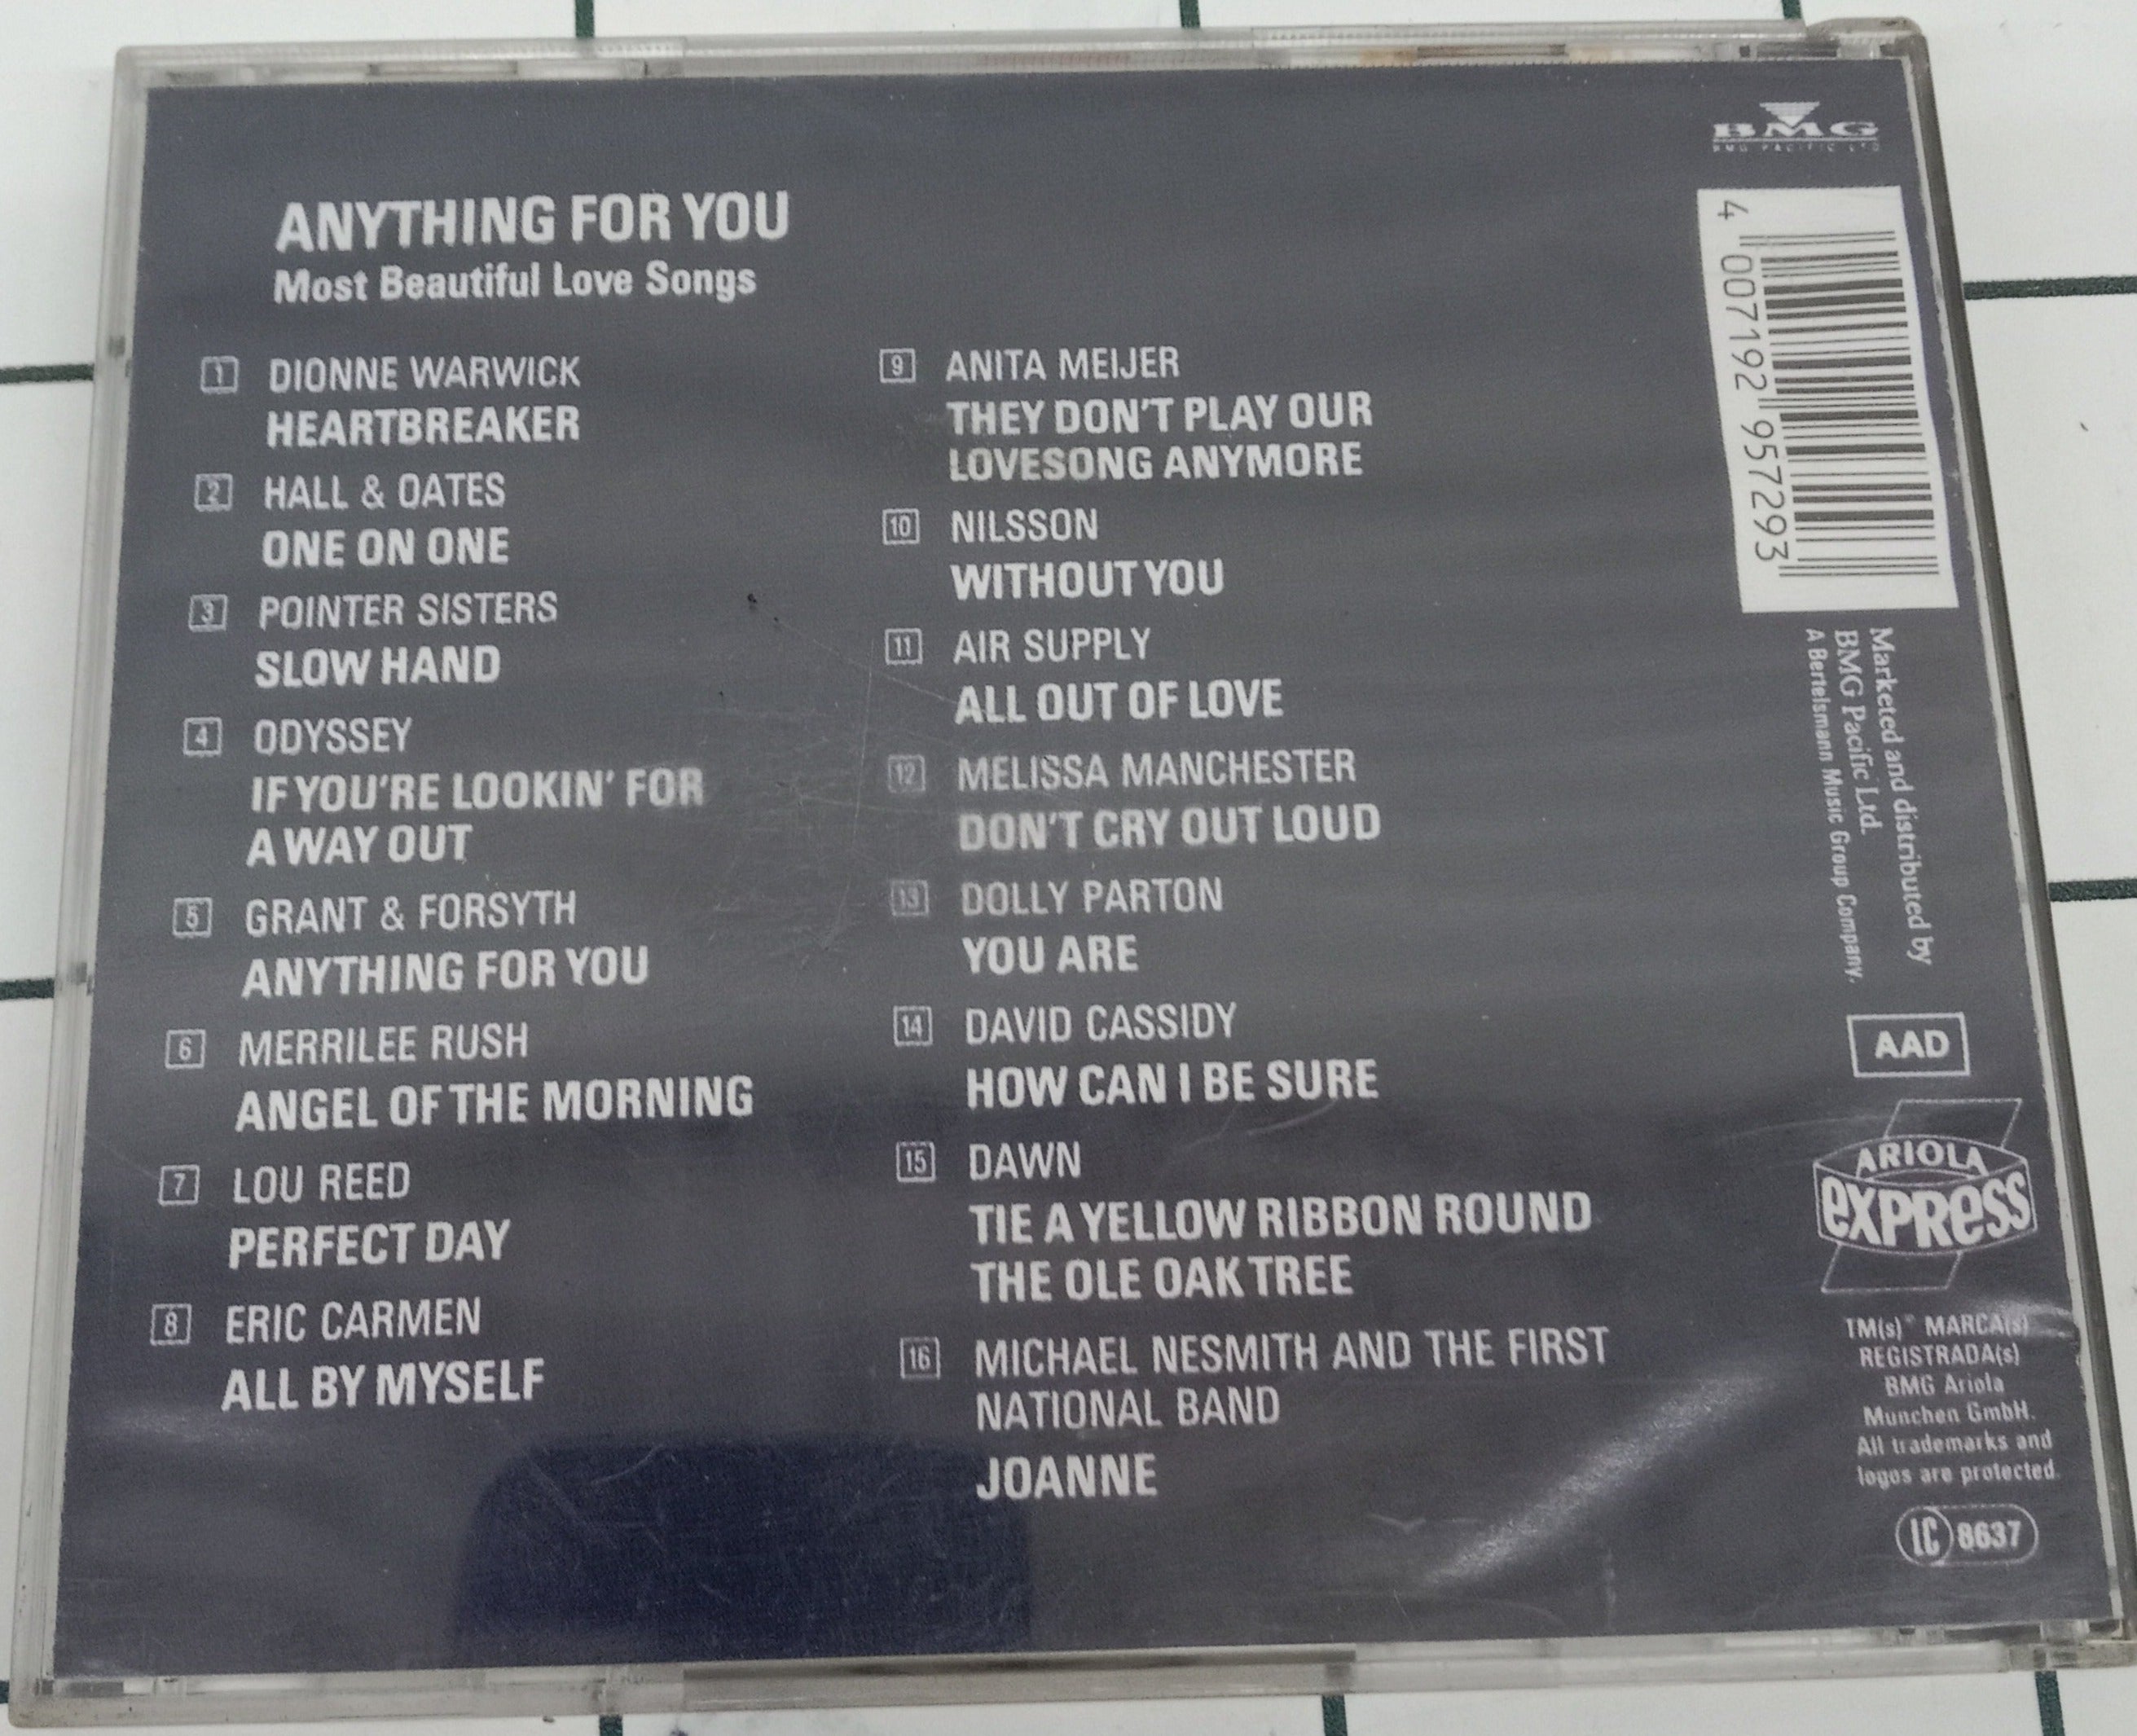 ANYTHING FOR YOU
Most Beautiful Love Songs
1 DIONNE WARWICK
HEARTBREAKER
2 HALL & OATES
ONE ON ONE
3 POINTER SISTERS
SLOW HAND
4 ODYSSEY
IF YOU'RE LOOKIN' FOR
A WAY OUT
5 GRANT & FORSYTH
ANYTHING FOR YOU
6 MERRILEE RUSH
ANGEL OF THE MORNING
7 LOU REED
PERFECT DAY
8 ERIC CARMEN
ALL BY MYSELF
9 ANITA MEIJER
THEY DON'T PLAY OUR
LOVESONG ANYMORE
10 NILSSON
WITHOUT YOU
11 AIR SUPPLY
ALL OUT OF LOVE
12 MELISSA MANCHESTER
DON'T CRY OUT LOUD
13 DOLLY PARTON
YOU ARE
14 DAVID CASSIDY
HOW CAN I BE SURE
15 DAWN
TIE A YELLOW RIBBON ROUND
THE OLE OAK TREE
16 MICHAEL NESMITH AND THE FIRST
NATIONAL BAND
JOANNE
BMG
BMG PACIFIC LTD
4 007192 957293
Marketed and distributed by
BMG Pacific Ltd.
A Bertelsmann Music Group Company.
AAD
ARIOLA
eXPRess
TM(s) MARCA(s)
REGISTRADA(s)
BMG Ariola
Munchen GmbH.
All trademarks and
logos are protected
LC 8637